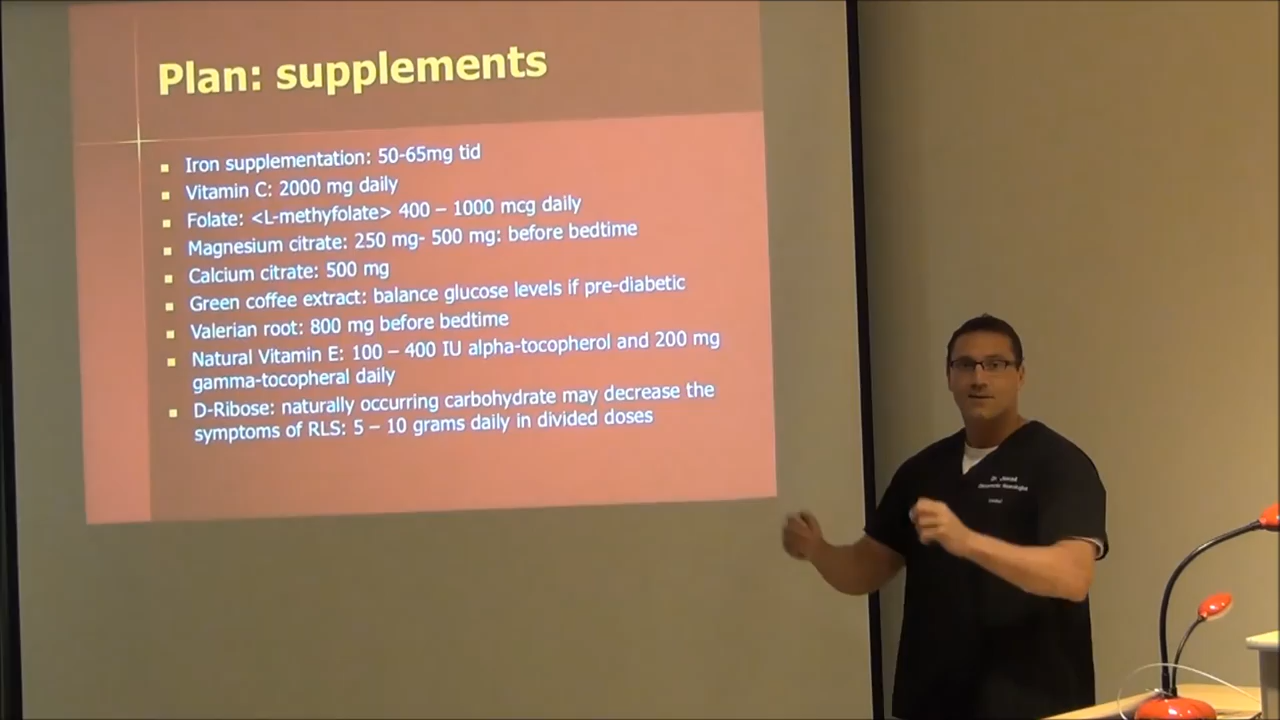 Plan: supplements
Iron supplementation: 50-65mg tid
Vitamin C: 2000 mg daily
Folate: <L-methyfolate> 400 – 1000 mcg daily
Magnesium citrate: 250 mg- 500 mg: before bedtime
Calcium citrate: 500 mg
Green coffee extract: balance glucose levels if pre-diabetic
Valerian root: 800 mg before bedtime
Natural Vitamin E: 100 – 400 IU alpha-tocopherol and 200 mg
gamma-tocopheral daily
D-Ribose: naturally occurring carbohydrate may decrease the
symptoms of RLS: 5 – 10 grams daily in divided doses
Dr.